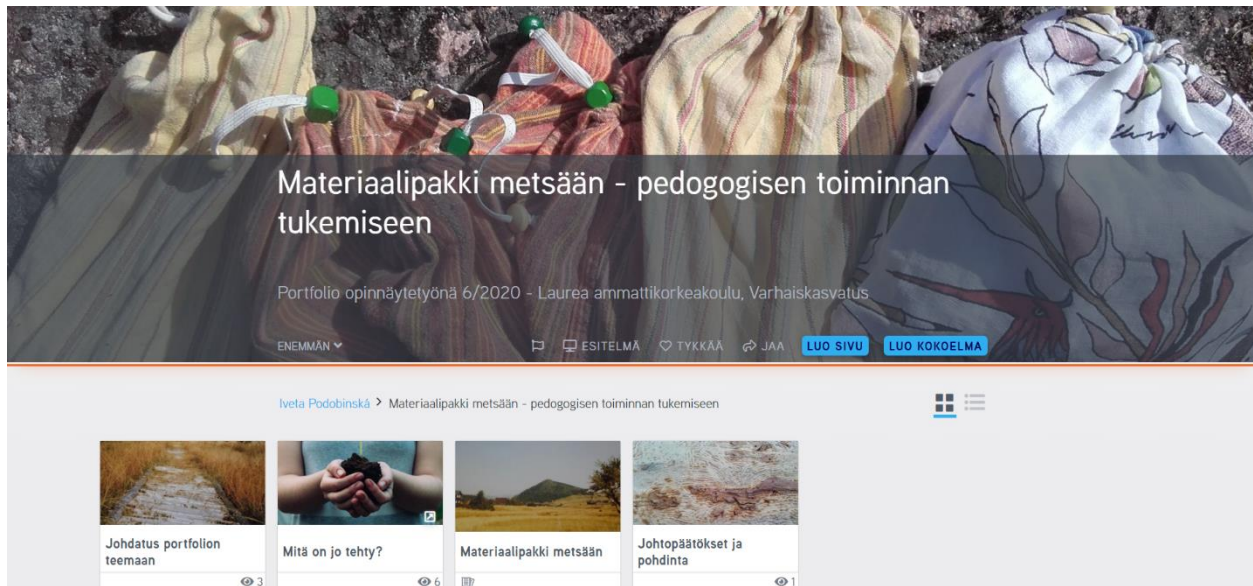 Materiaalipakki metsään - pedogogisen toiminnan
tukemiseen
Portfolio opinnäytetyönä 6/2020 - Laurea ammattikorkeakoulu, Varhaiskasvatus
ENEMMÄN
ESITELMÄ
TYKKÄÄ
JAA
LUO SIVU
LUO KOKOELMA
Iveta Podobinská > Materiaalipakki metsään - pedogogisen toiminnan tukemiseen
Johdatus portfolion
teemaan
3
Mitä on jo tehty?
6
Materiaalipakki metsään
Johtopäätökset ja
pohdinta
1